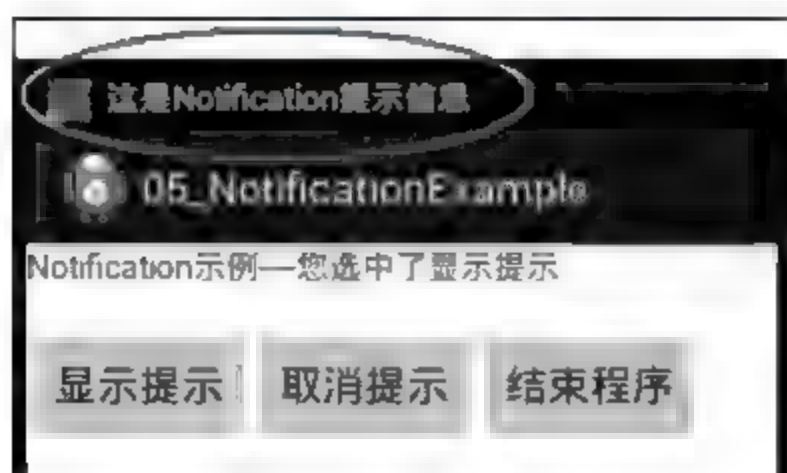 这是Notification提示信息
05_NotificationExample
Notification示例—您选中了显示提示
显示提示 取消提示 结束程序